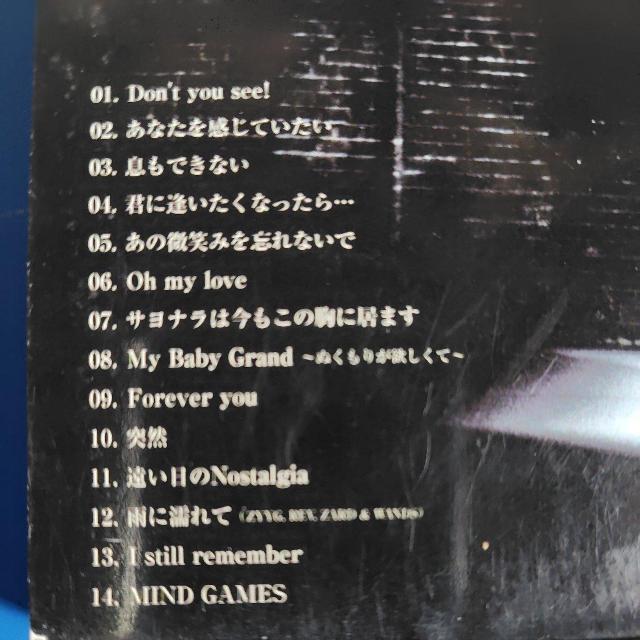 01. Don't you see!
02. あなたを感じていたい
03. 息もできない
04. 君に逢いたくなったら…
05. あの微笑みを忘れないで
06. Oh my love
07. サヨナラは今もこの胸に居ます
08. My Baby Grand ~ぬくもりが欲しくて~
09. Forever you
10. 突然
11. 遠い日のNostalgia
12. 雨に濡れて (ZYYG, REV, ZARD & WANDS)
13. I still remember
14. MIND GAMES